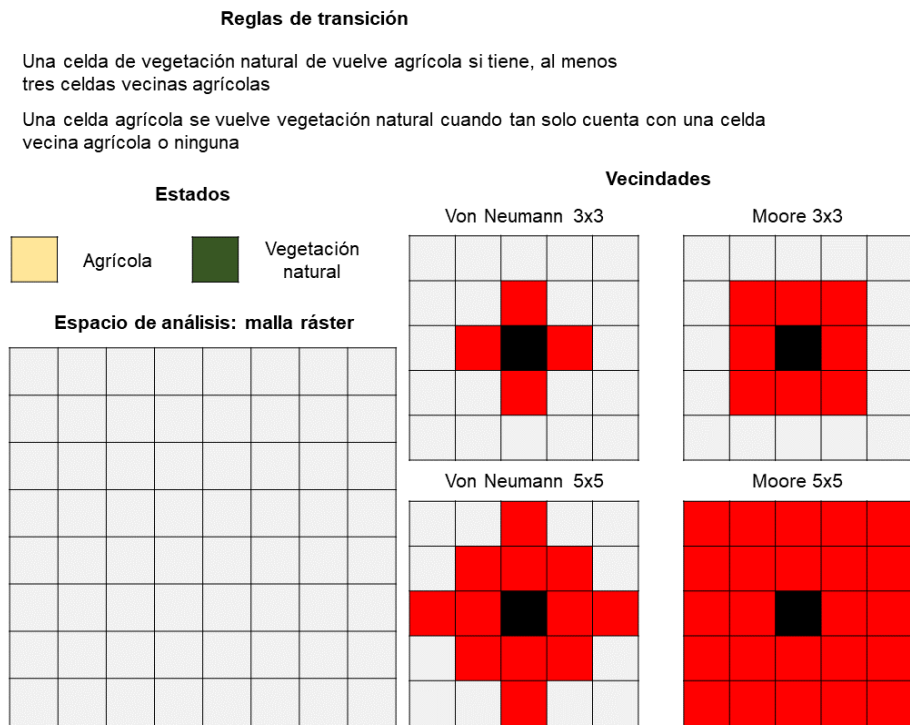 Reglas de transición
Una celda de vegetación natural de vuelve agrícola si tiene, al menos
tres celdas vecinas agrícolas
Una celda agrícola se vuelve vegetación natural cuando tan solo cuenta con una celda
vecina agrícola o ninguna
Estados
Agrícola
Vegetación
natural
Espacio de análisis: malla ráster
Vecindades
Von Neumann 3x3
Moore 3x3
Von Neumann 5x5
Moore 5x5